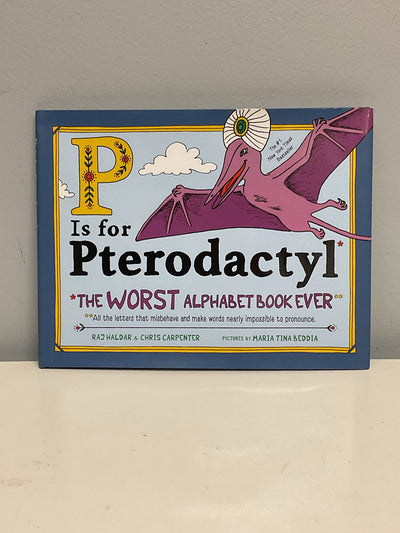 P
Is for
The #1
New York Times
Bestseller
Pterodactyl*
*THE WORST ALPHABET BOOK EVER**
**All the letters that misbehave and make words nearly impossible to pronounce.
RAJ HALDAR & CHRIS CARPENTER PICTURES BY MARIA TINA BEDDIA